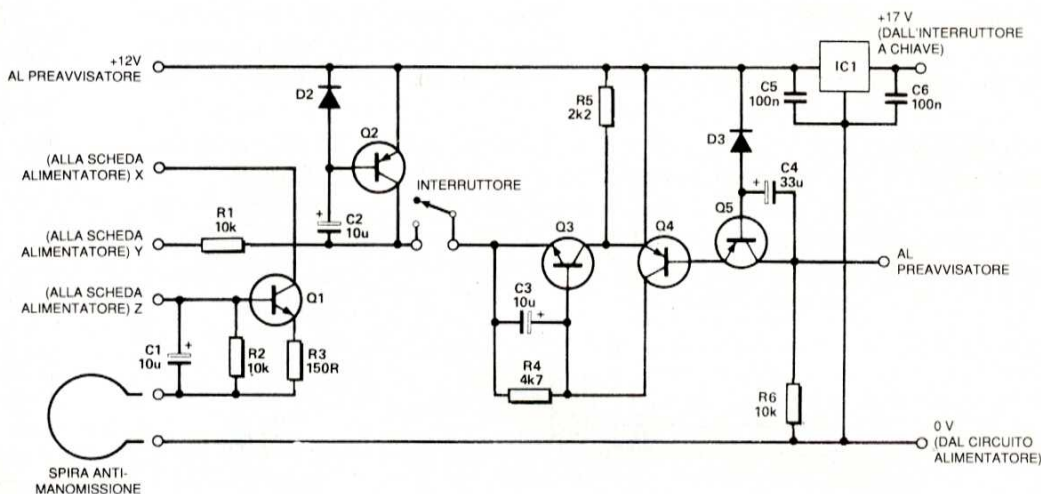 +17 V
(DALL'INTERRUTTORE
A CHIAVE)
+12V
AL PREAVVISATORE
IC1
C5
100n
C6
100n
D2
R5
2k2
D3
Q2
(ALLA SCHEDA
ALIMENTATORE) X
INTERRUTTORE
+
C4
33u
+
C2
10u
Q3
Q4
Q5
R1
10k
(ALLA SCHEDA
ALIMENTATORE) Y
AL
PREAVVISATORE
(ALLA SCHEDA
ALIMENTATORE) Z
Q1
C3
10u
+
+
C1
10u
R2
10k
R3
150R
R4
4k7
R6
10k
0 V
(DAL CIRCUITO
ALIMENTATORE)
SPIRA ANTI-
MANOMISSIONE